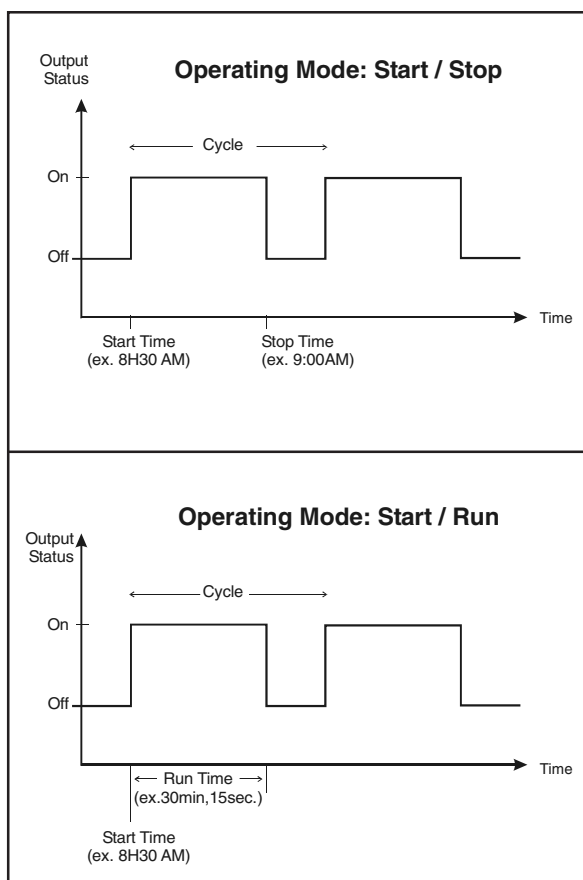 Output
Status
Operating Mode: Start / Stop
Cycle
On
Off
Time
Start Time
(ex. 8H30 AM)
Stop Time
(ex. 9:00AM)
Operating Mode: Start / Run
Output
Status
Cycle
On
Off
Time
Run Time
(ex.30min,15sec.)
Start Time
(ex. 8H30 AM)